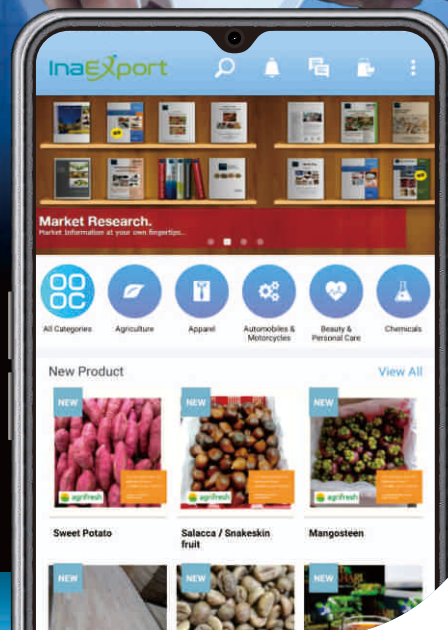 InaExport
Market Research.
Market Information at your own fingertips...
All Categories
Agriculture
Apparel
Automobiles &
Motorcycles
Beauty &
Personal Care
Chemicals
New Product
View All
NEW
NEW
NEW
agrifresh
agrifresh
agrifresh
Sweet Potato
Salacca / Snakeskin
fruit
Mangosteen
NEW
NEW
NEW